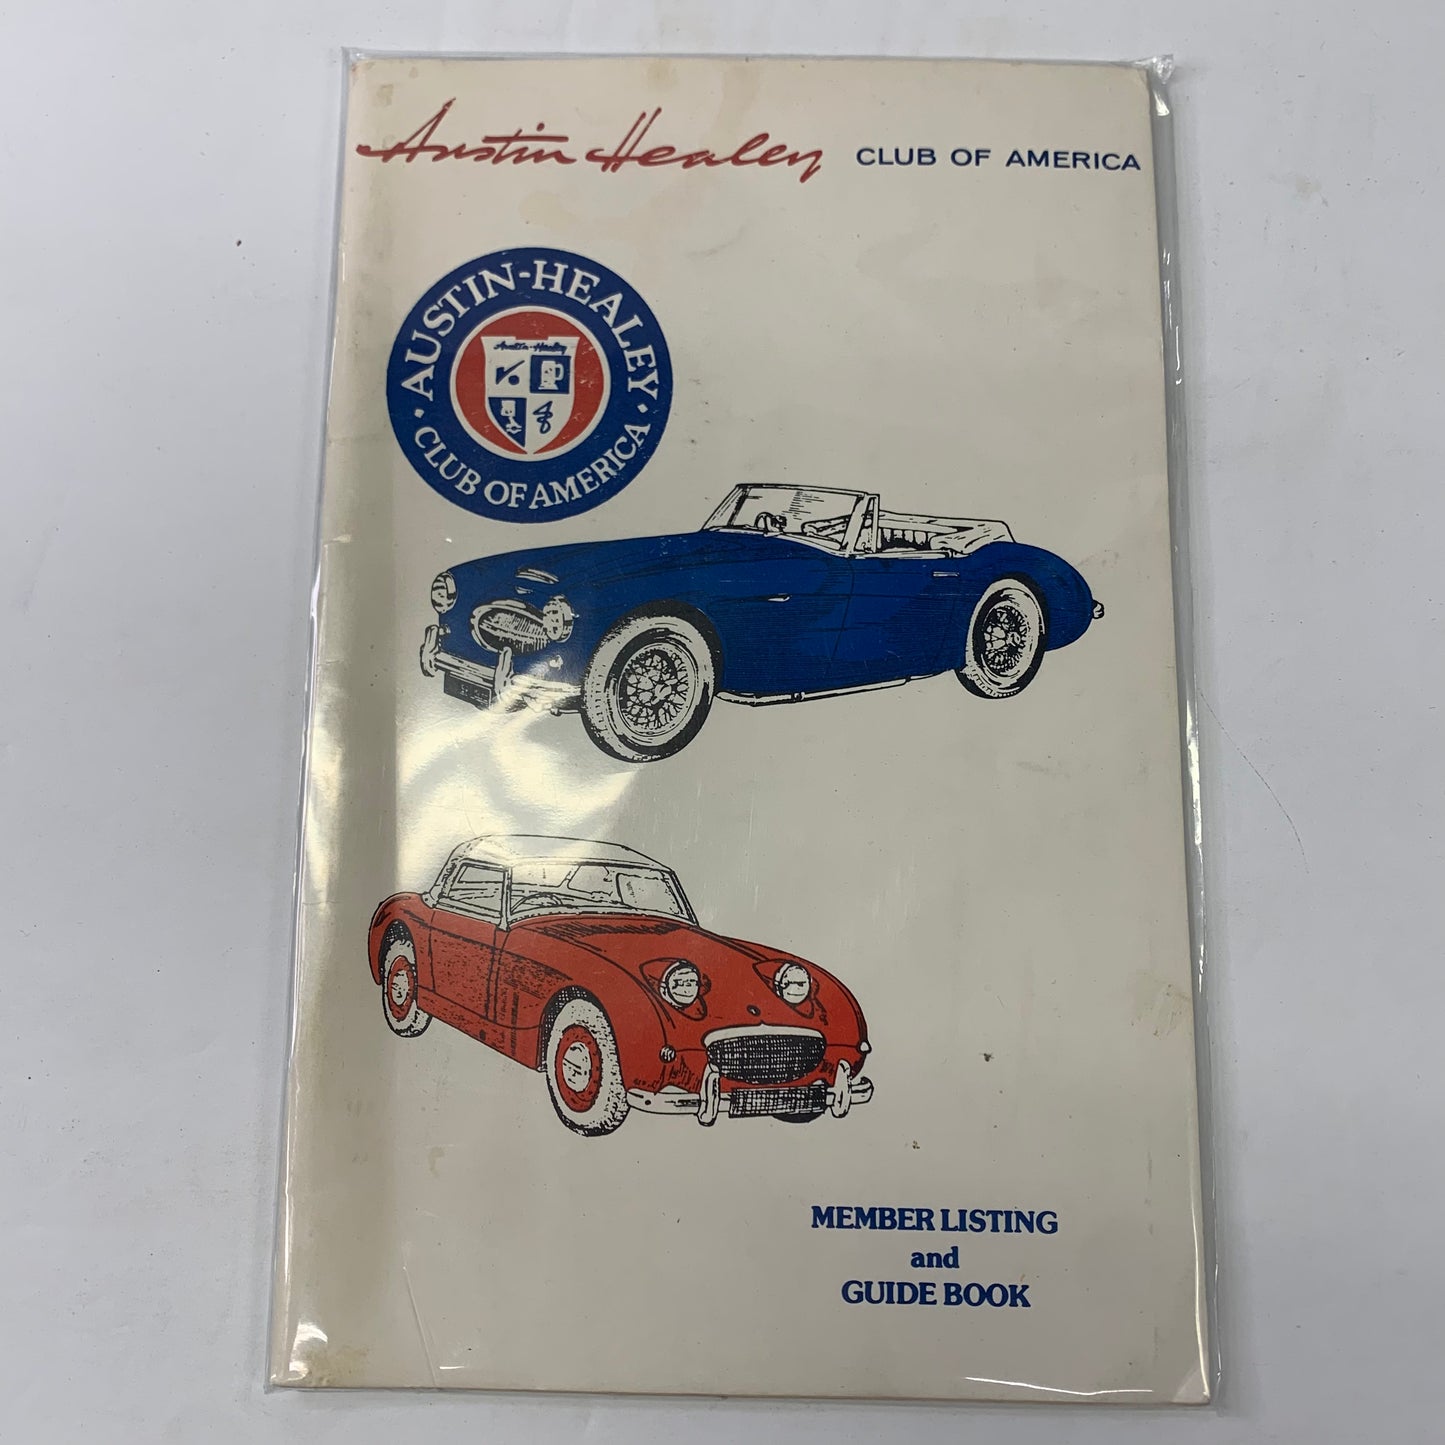 Austin Healey CLUB OF AMERICA
AUSTIN-HEALEY
Austin-Healey
· CLUB OF AMERICA ·
MEMBER LISTING
and
GUIDE BOOK